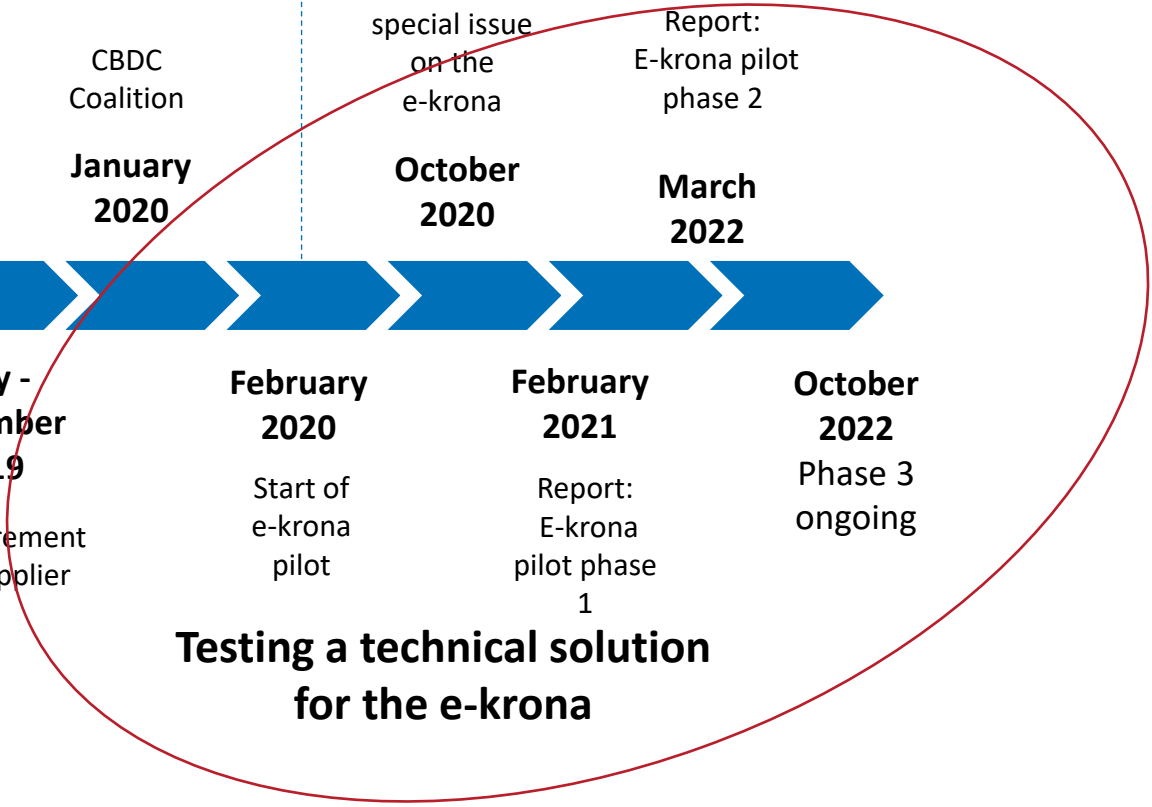 CBDC
Coalition
January
2020
special issue
on the
e-krona
October
2020
Report:
E-krona pilot
phase 2
March
2022
February
2020
Start of
e-krona
pilot
February
2021
Report:
E-krona
pilot phase
1
October
2022
Phase 3
ongoing
Testing a technical solution
for the e-krona